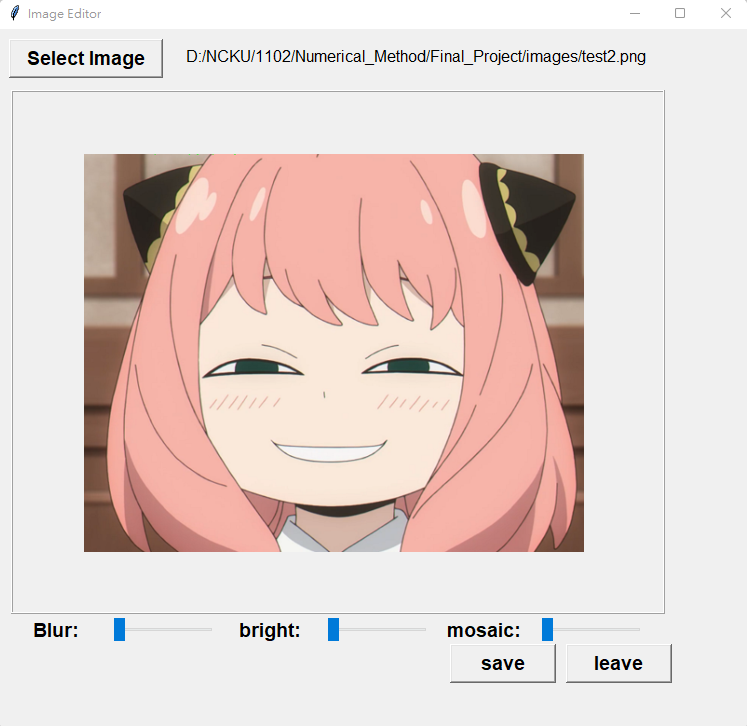 Image Editor
Select Image D:/NCKU/1102/Numerical_Method/Final_Project/images/test2.png
Blur: bright: mosaic:
save leave